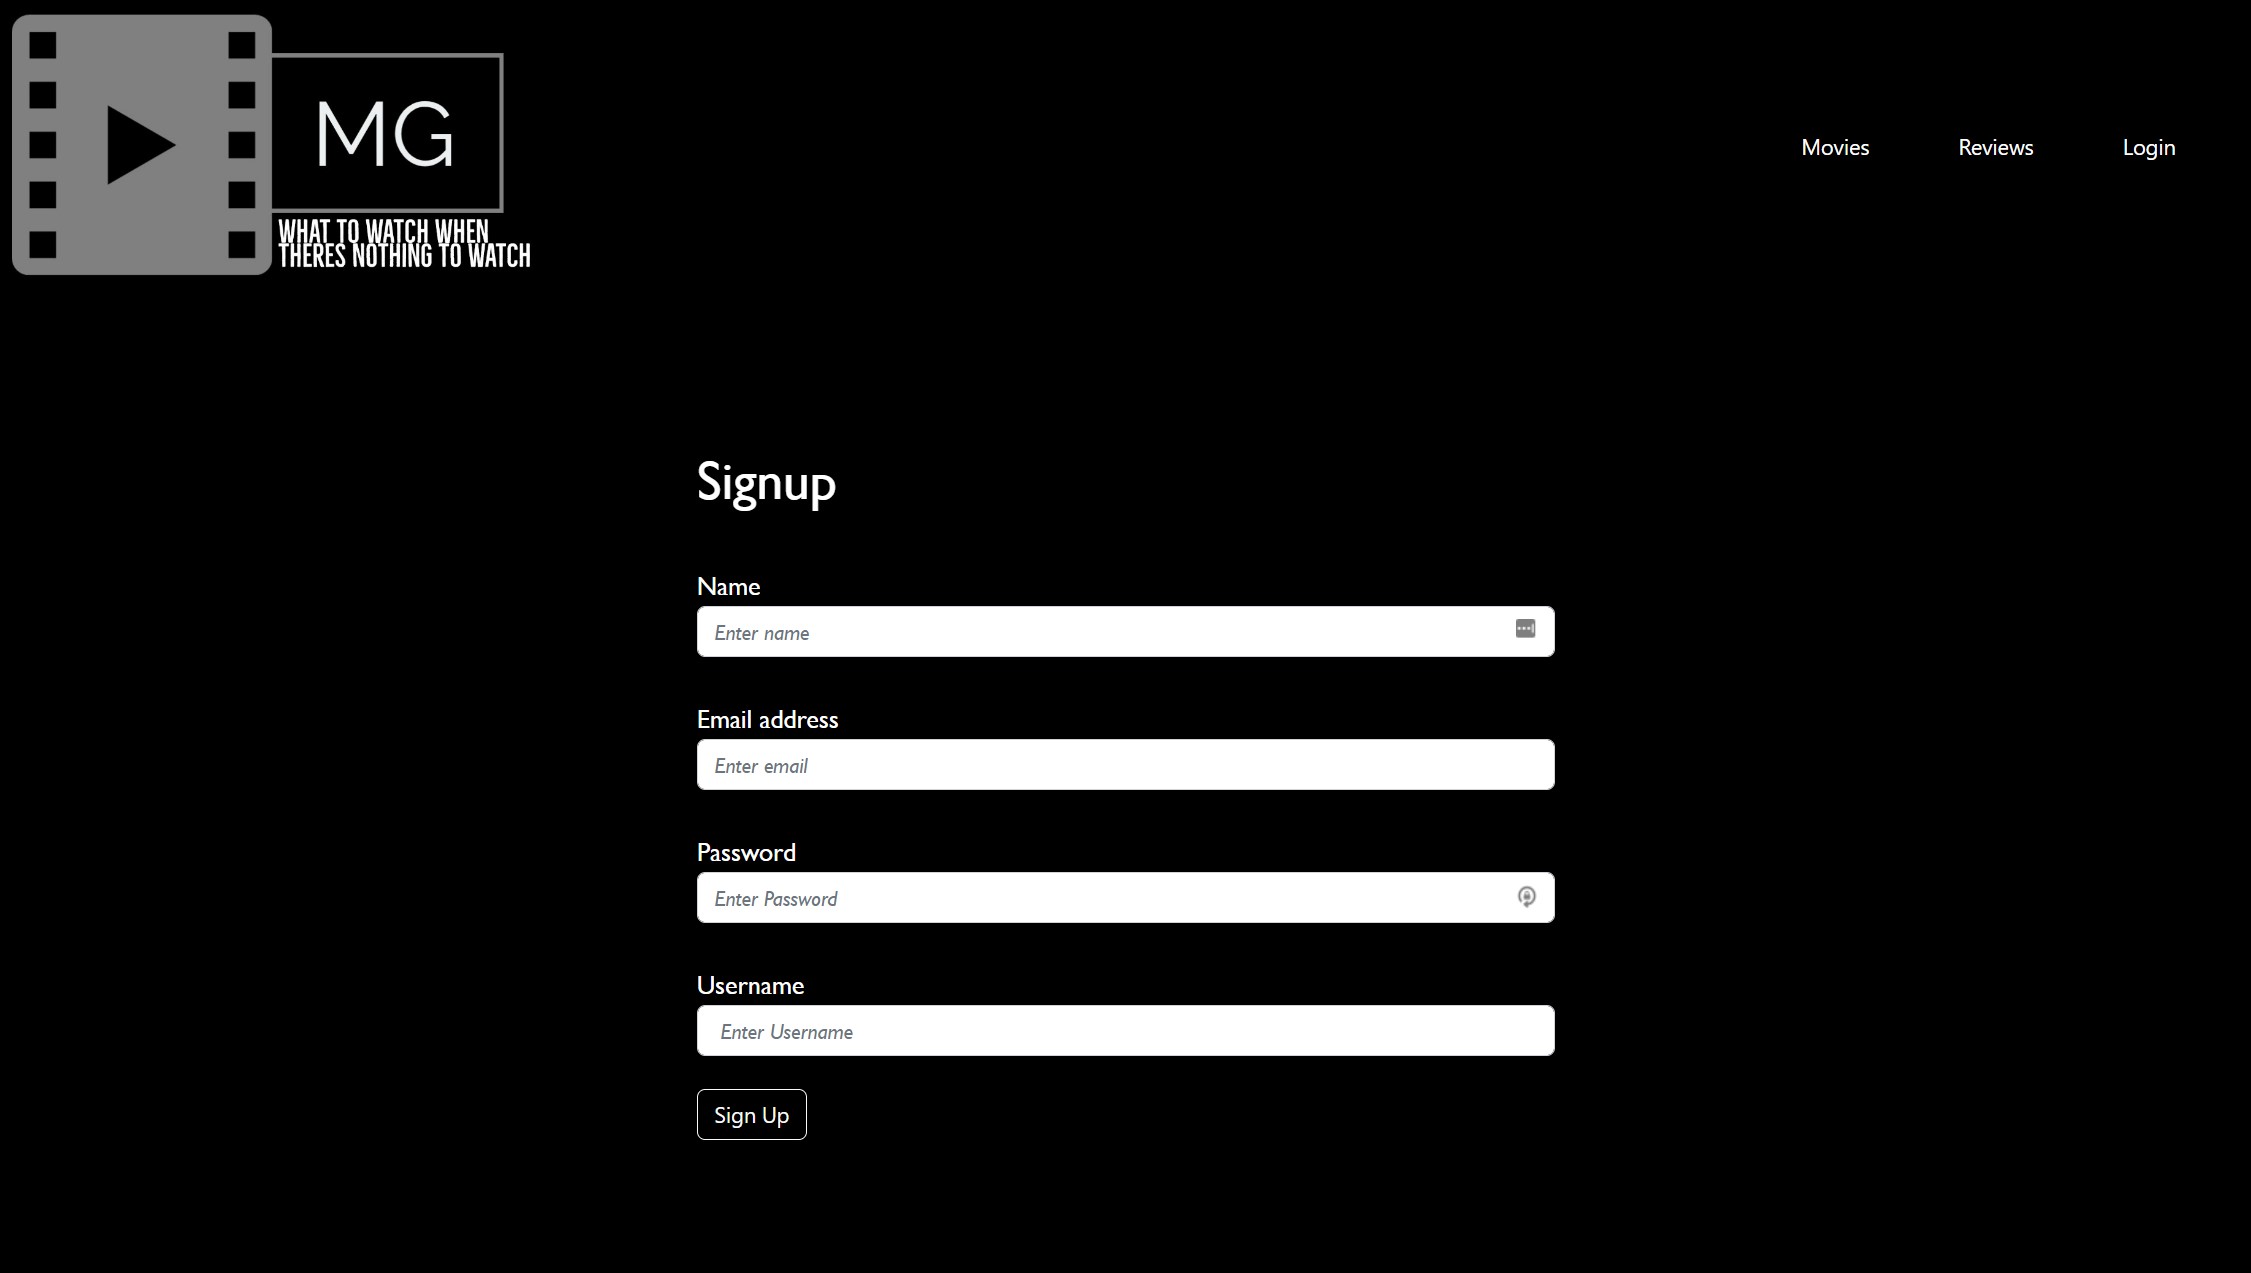 MG
WHAT TO WATCH WHEN
THERES NOTHING TO WATCH
Movies
Reviews
Login
Signup
Name
Enter name
Email address
Enter email
Password
Enter Password
Username
Enter Username
Sign Up